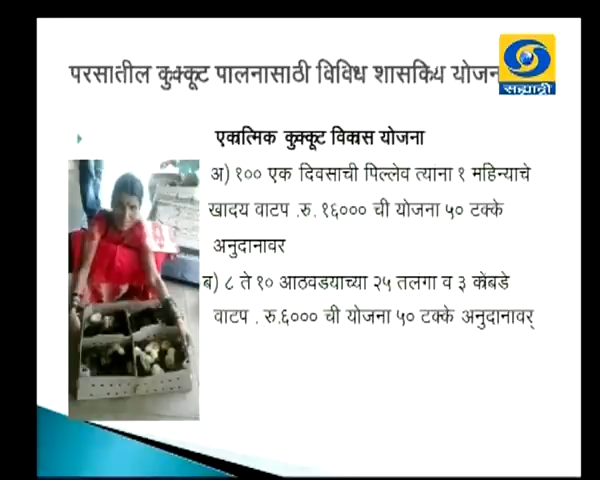 परसातील कुक्कूट पालनासाठी विविध शासकिय योजन
सह्याद्री
एकात्मिक कुक्कूट विकास योजना
अ) १०० एक दिवसाची पिल्लेव त्यांना १ महिन्याचे
खादय वाटप .रु. १६००० ची योजना ५० टक्के
अनुदानावर
ब) ८ ते १० आठवडयाच्या २५ तलगा व ३ कोंबडे
वाटप . रु.६००० ची योजना ५० टक्के अनुदानावर्